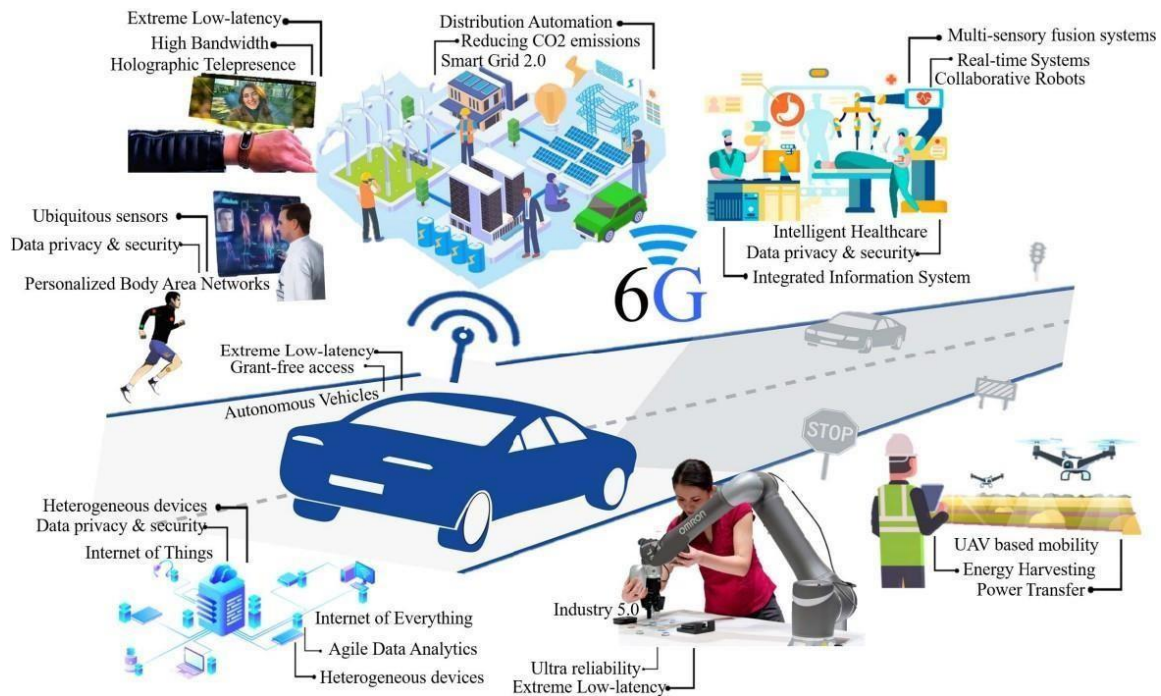 Extreme Low-latency
High Bandwidth
Holographic Telepresence
Distribution Automation
Reducing CO2 emissions
Smart Grid 2.0
Multi-sensory fusion systems
Real-time Systems
Collaborative Robots
Ubiquitous sensors
Data privacy & security
Personalized Body Area Networks
Intelligent Healthcare
Data privacy & security
Integrated Information System
6G
Extreme Low-latency
Grant-free access
Autonomous Vehicles
STOP
Heterogeneous devices
Data privacy & security
Internet of Things
Internet of Everything
Agile Data Analytics
Heterogeneous devices
OMRON
Industry 5.0
Ultra reliability
Extreme Low-latency
UAV based mobility
Energy Harvesting
Power Transfer